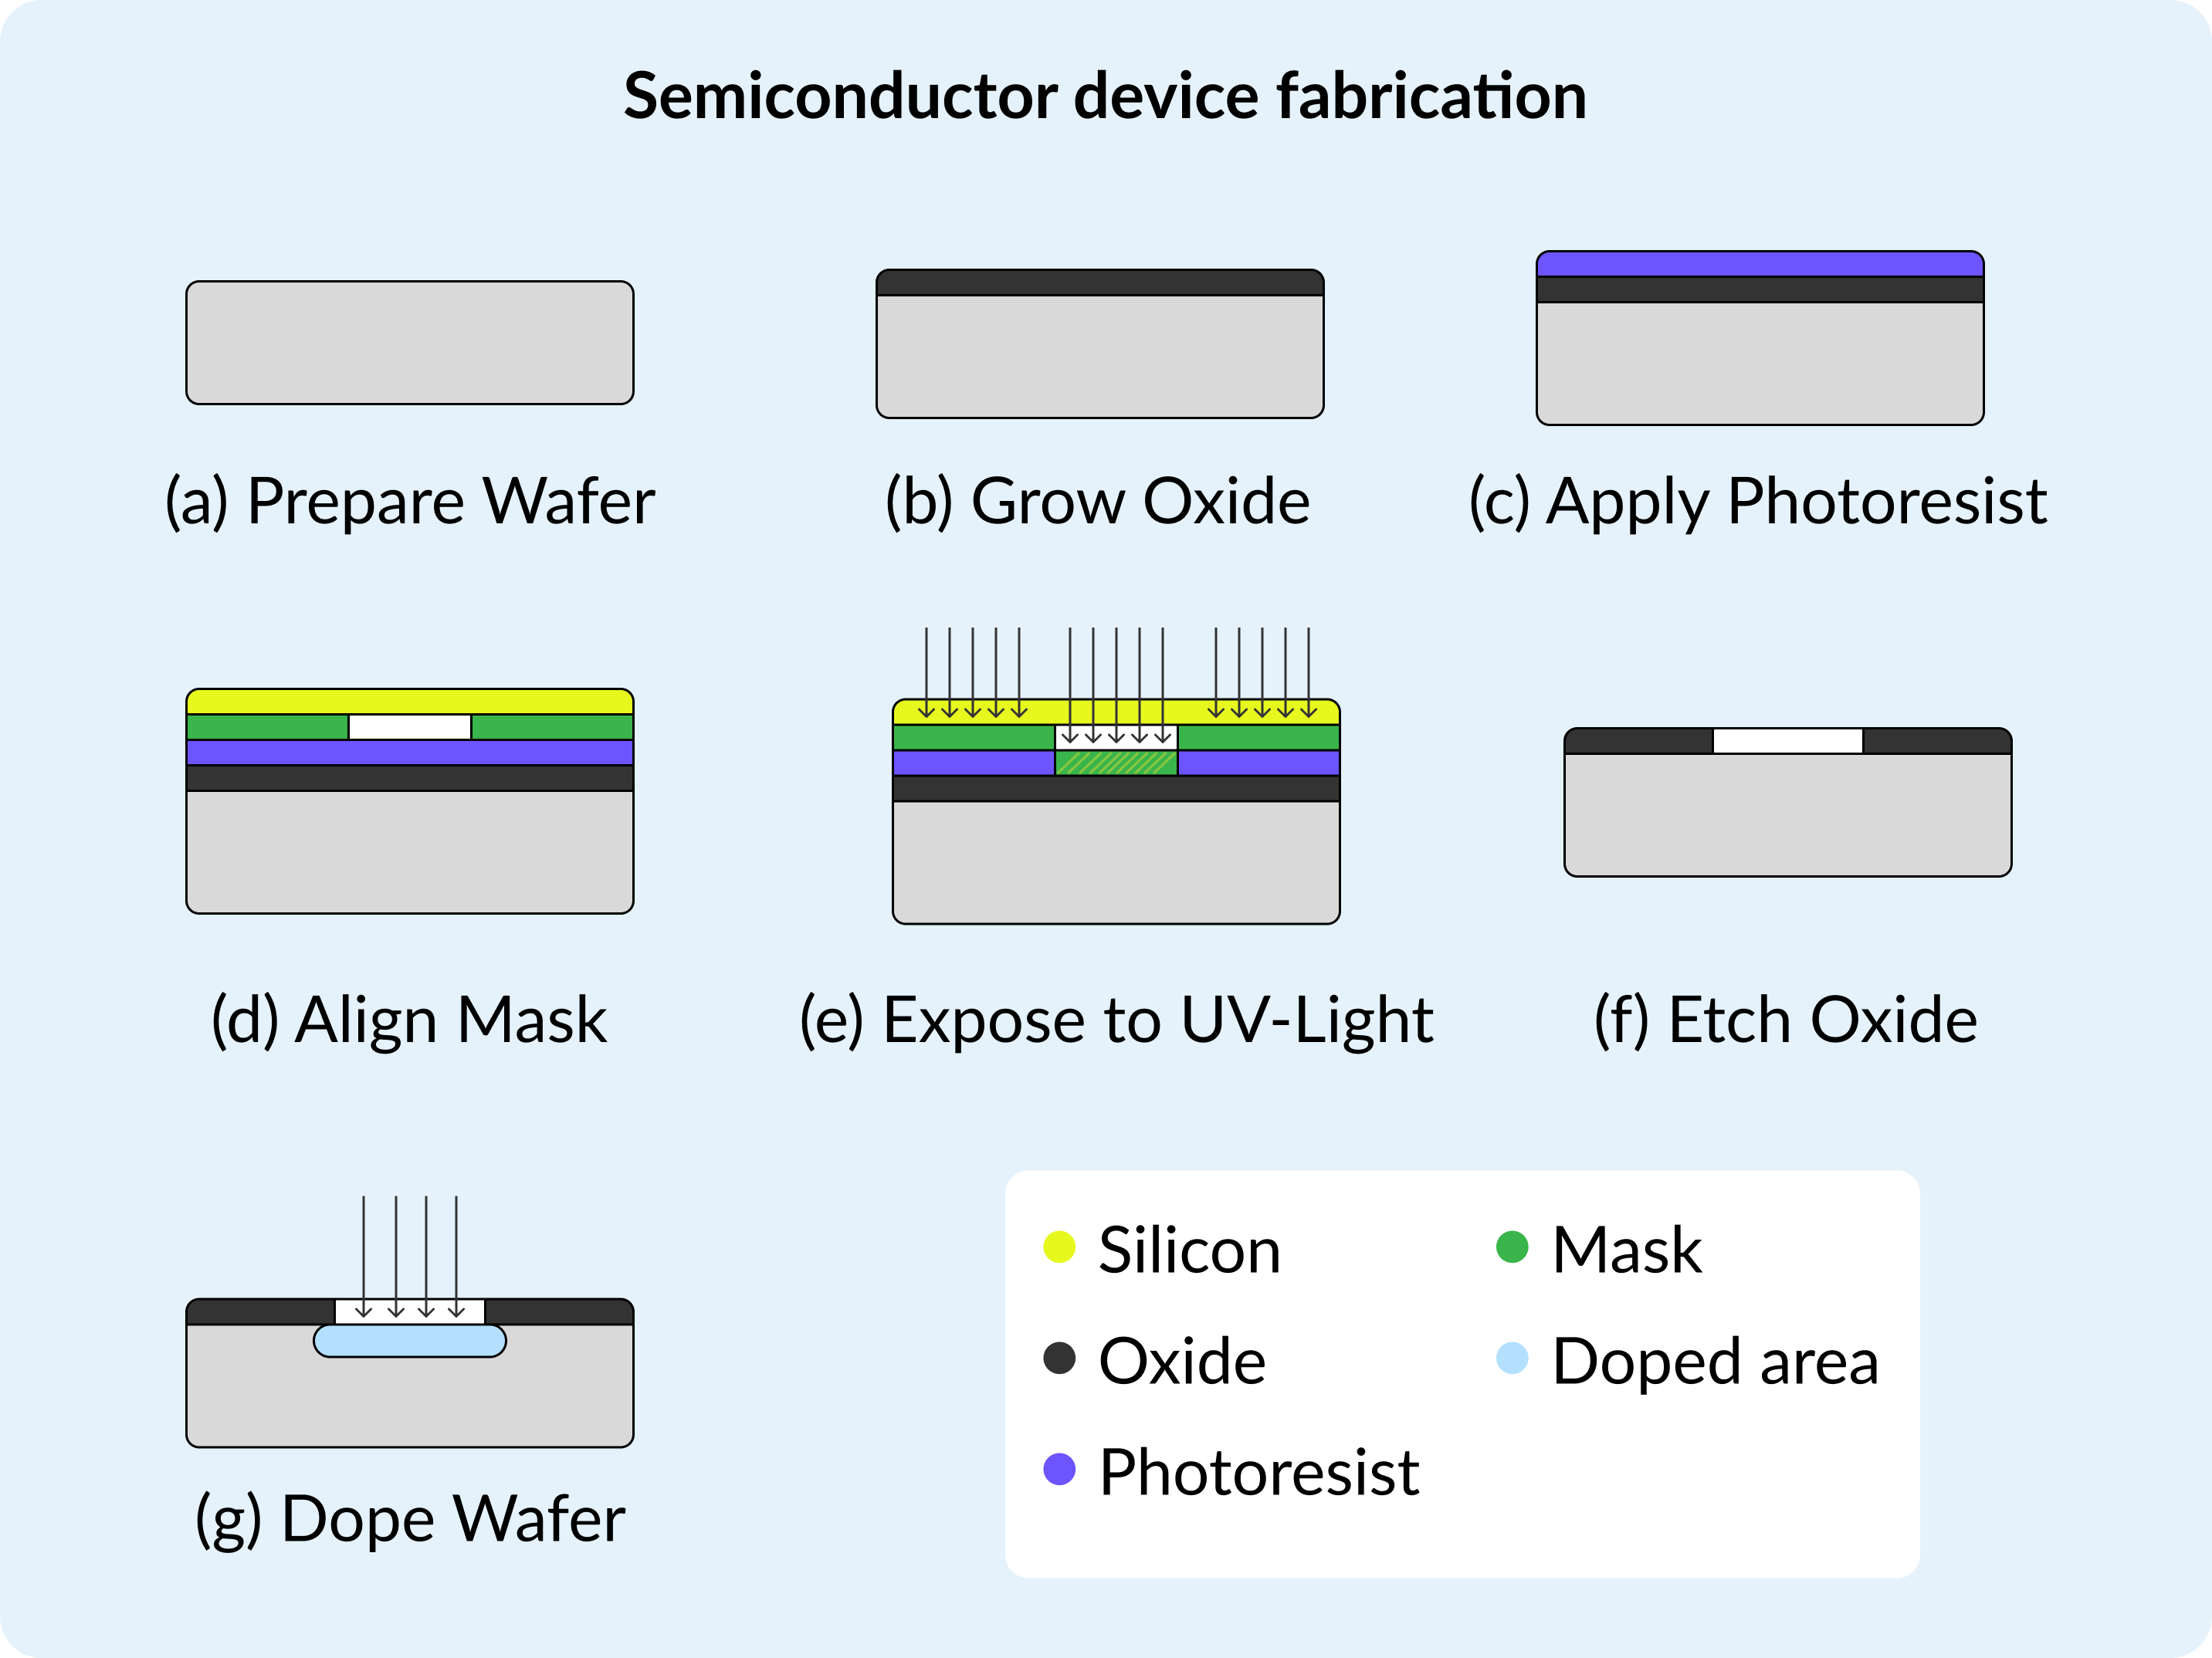 Semiconductor device fabrication
(a) Prepare Wafer
(b) Grow Oxide
(c) Apply Photoresist
(d) Align Mask
(e) Expose to UV-Light
(f) Etch Oxide
(g) Dope Wafer
Silicon
Mask
Oxide
Doped area
Photoresist